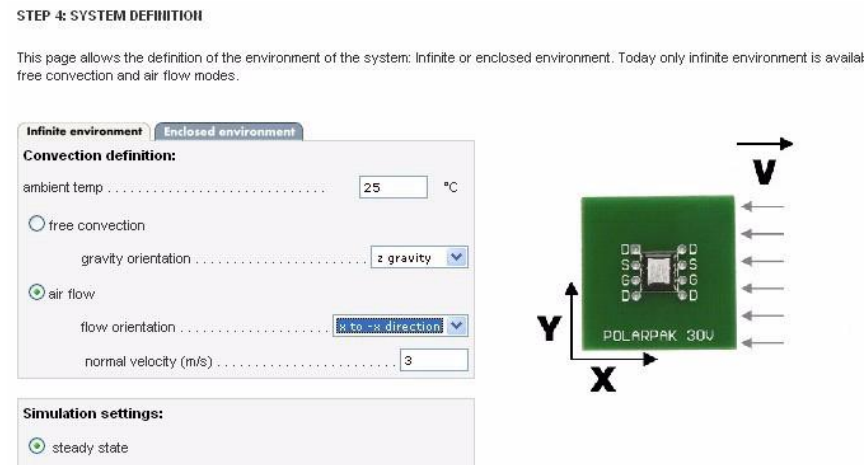 STEP 4: SYSTEM DEFINITION
This page allows the definition of the environment of the system: Infinite or enclosed environment. Today only infinite environment is
free convection and air flow modes.
Infinite environment Enclosed environment
Convection definition:
ambient temp 25 °C
free convection
gravity orientation z gravity
air flow
flow orientation x to -x direction
normal velocity (m/s) 3
Simulation settings:
steady state
V
D D
S S
G G
D D
POLARPAK 30V
Y
X